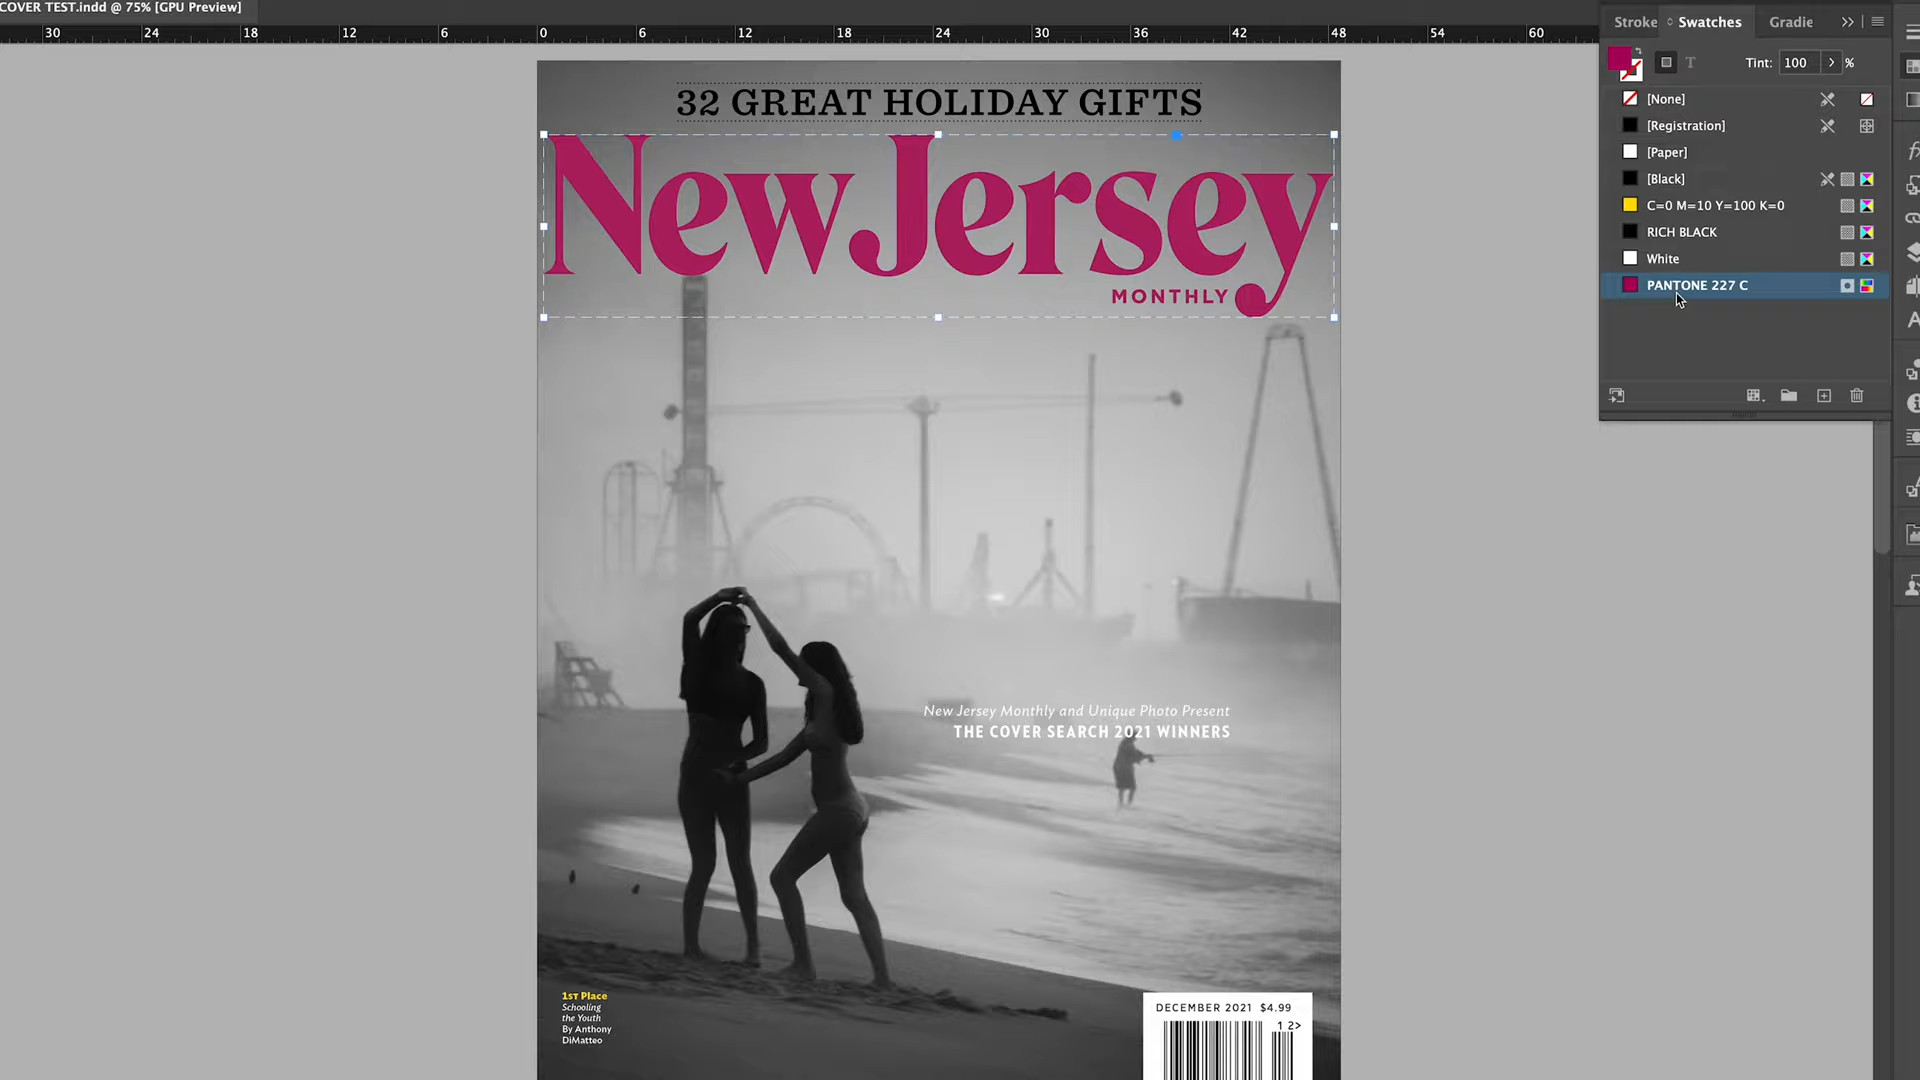 COVER TEST.indd @ 75% [GPU Preview]
30 24 18 12 6 0 6 12 18 24 30 36 42 48 54 60
Stroke Swatches Gradie
Tint: 100 %
[None]
[Registration]
[Paper]
[Black]
C=0 M=10 Y=100 K=0
RICH BLACK
White
PANTONE 227 C
32 GREAT HOLIDAY GIFTS
New Jersey
MONTHLY
New Jersey Monthly and Unique Photo Present
THE COVER SEARCH 2021 WINNERS
1ST Place
Schooling
the Youth
By Anthony
DiMatteo
DECEMBER 2021 $4.99
1 2>